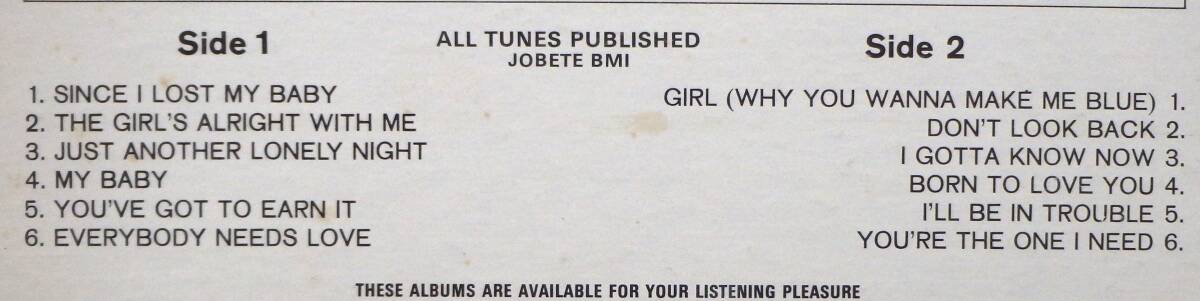 Side 1
1. SINCE I LOST MY BABY
2. THE GIRL'S ALRIGHT WITH ME
3. JUST ANOTHER LONELY NIGHT
4. MY BABY
5. YOU'VE GOT TO EARN IT
6. EVERYBODY NEEDS LOVE
ALL TUNES PUBLISHED
JOBETE BMI
Side 2
GIRL (WHY YOU WANNA MAKE ME BLUE) 1.
DON'T LOOK BACK 2.
I GOTTA KNOW NOW 3.
BORN TO LOVE YOU 4.
I'LL BE IN TROUBLE 5.
YOU'RE THE ONE I NEED 6.
THESE ALBUMS ARE AVAILABLE FOR YOUR LISTENING PLEASURE